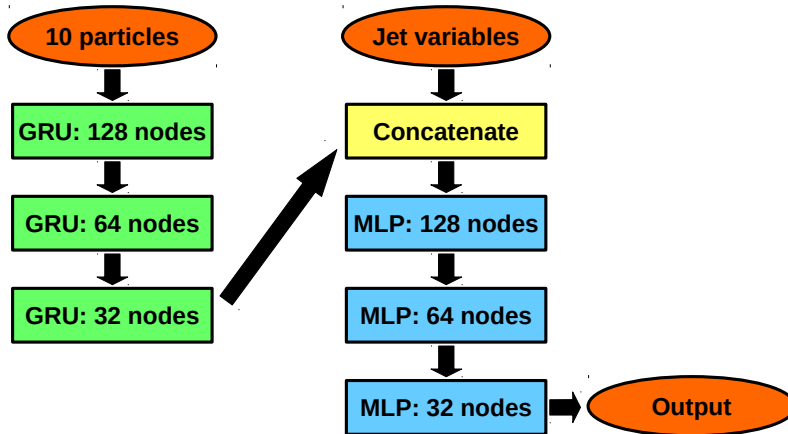 10 particles
GRU: 128 nodes
GRU: 64 nodes
GRU: 32 nodes
Jet variables
Concatenate
MLP: 128 nodes
MLP: 64 nodes
MLP: 32 nodes
Output